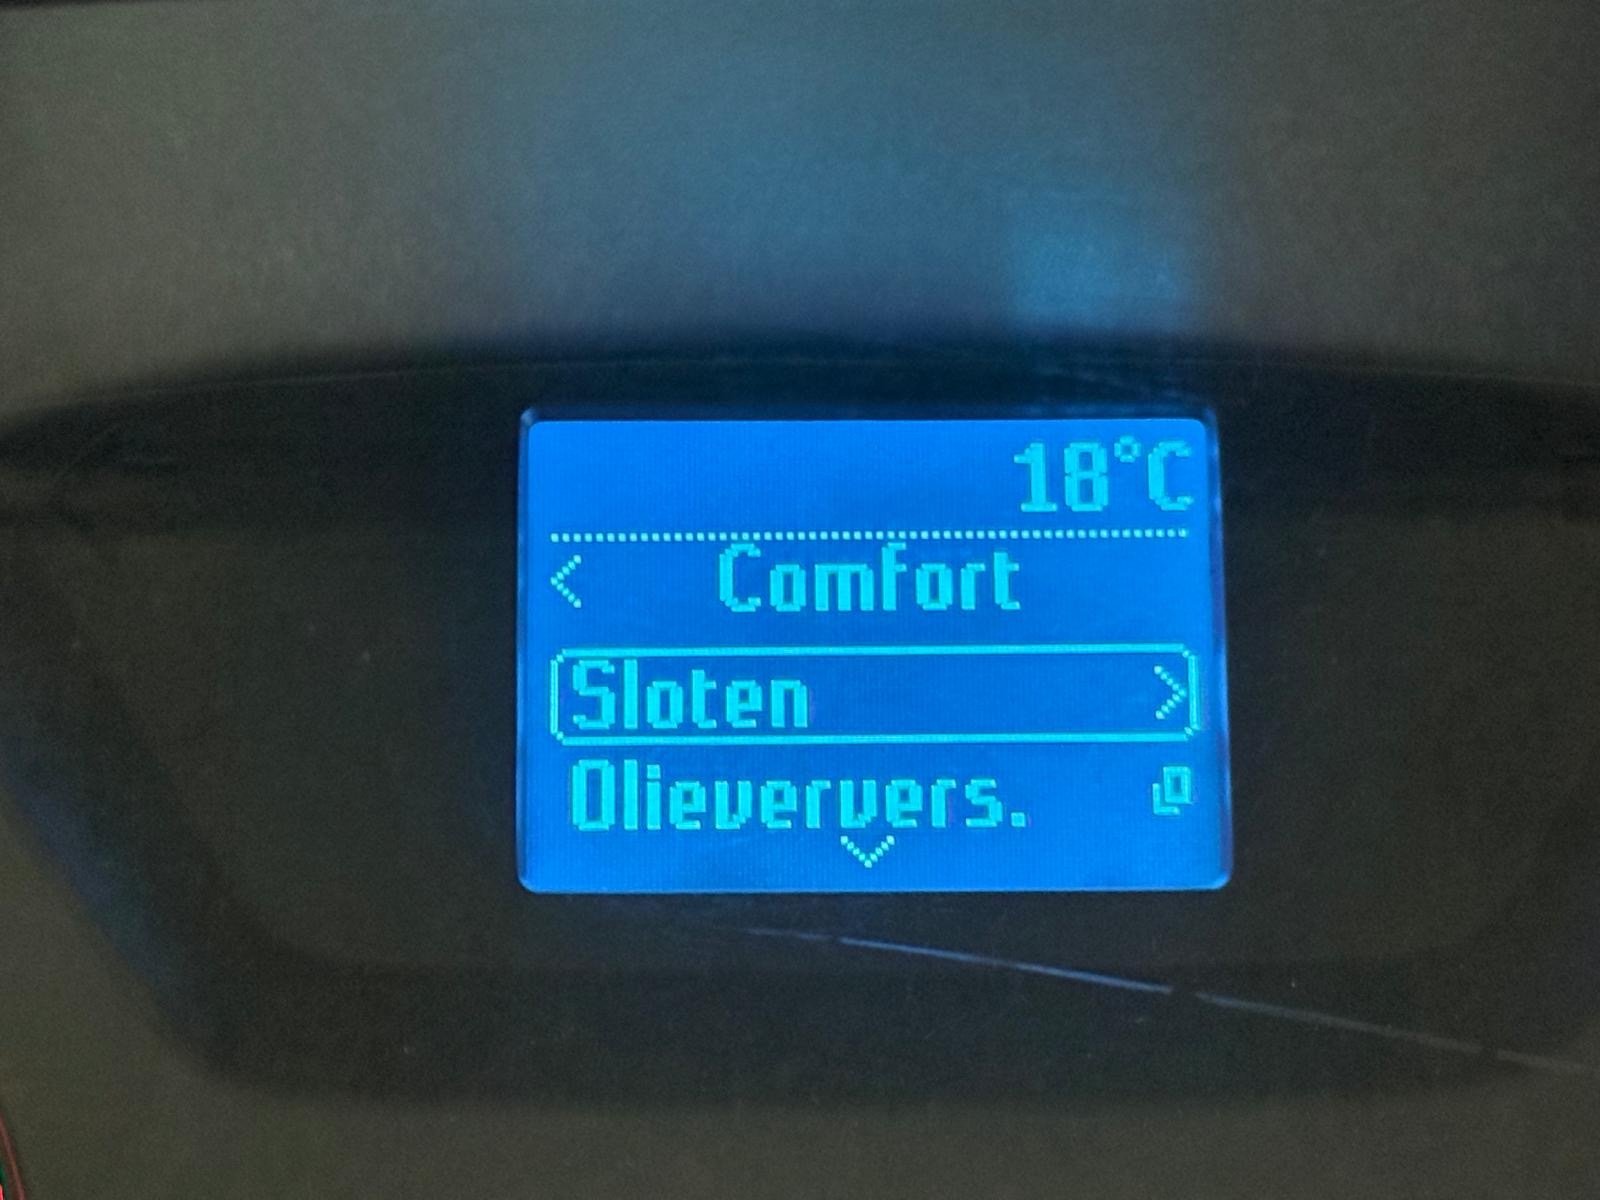 18°C
< Comfort
Sloten >
Olieververs.